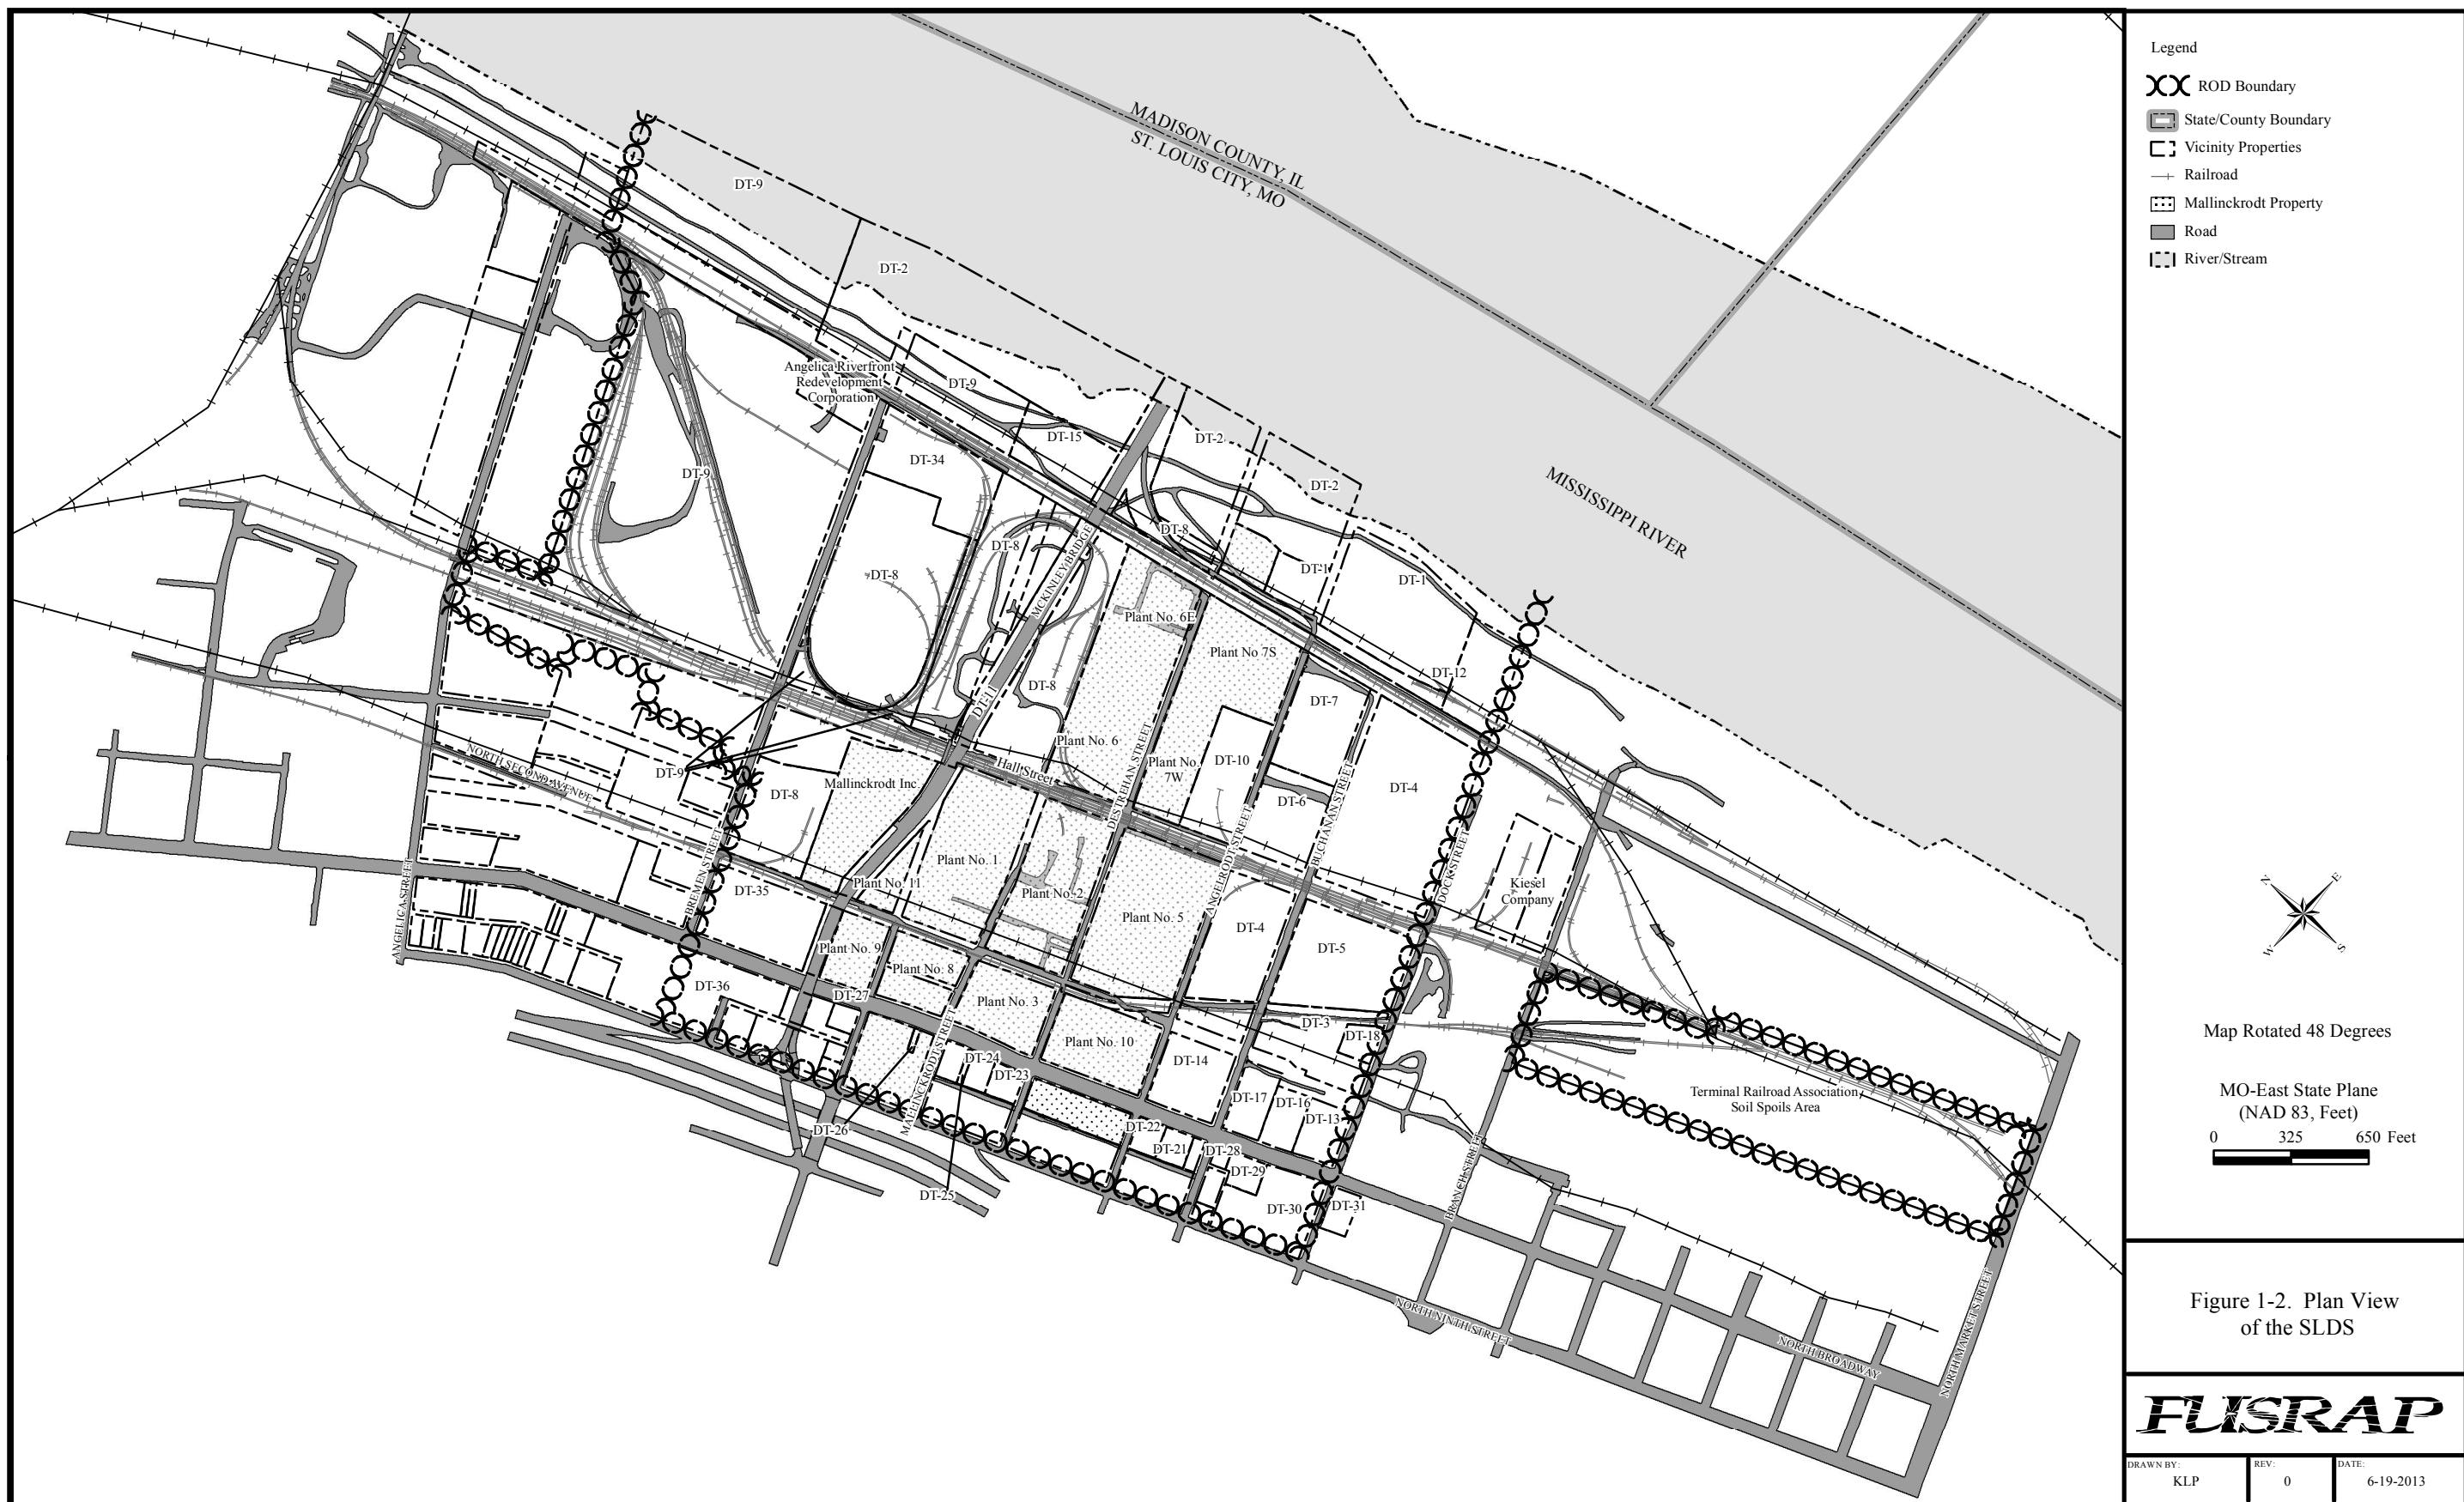 MADISON COUNTY, IL
ST. LOUIS CITY, MO
MISSISSIPPI RIVER
DT-9
DT-2
Angelica Riverfront
Redevelopment
Corporation
DT-9
DT-15
DT-2
DT-2
DT-34
DT-9
DT-8
DT-8
DT-8
MCKINLEY BRIDGE
DT-1
DT-1
Plant No. 6E
Plant No 7S
DT-12
DT-8
DT-11
DT-7
Plant No. 6
DESTREHAN STREET
Plant No.
7W
DT-10
Hall Street
NORTH SECOND AVENUE
DT-9
DT-8
Mallinckrodt Inc.
DT-6
DT-4
BUCHANAN STREET
ANGELRODT STREET
DOCK STREET
BREMEN STREET
ANGELICA STREET
DT-35
Plant No. 11
Plant No. 1
Plant No. 2
Plant No. 5
Kiesel
Company
DT-4
DT-5
Plant No. 9
Plant No. 8
DT-36
DT-27
Plant No. 3
DT-3
DT-18
Plant No. 10
MALLINCKRODT STREET
DT-24
DT-23
DT-14
DT-17
DT-16
DT-13
DT-26
DT-22
DT-21
DT-28
DT-29
DT-25
DT-30
DT-31
Terminal Railroad Association
Soil Spoils Area
BRANCH STREET
NORTH NINTH STREET
NORTH BROADWAY
NORTH MARKET STREET
Legend
ROD Boundary
State/County Boundary
Vicinity Properties
Railroad
Mallinckrodt Property
Road
River/Stream
N
E
W
S
Map Rotated 48 Degrees
MO-East State Plane
(NAD 83, Feet)
0 325 650 Feet
Figure 1-2. Plan View
of the SLDS
FUSRAP
DRAWN BY:
KLP
REV:
0
DATE:
6-19-2013